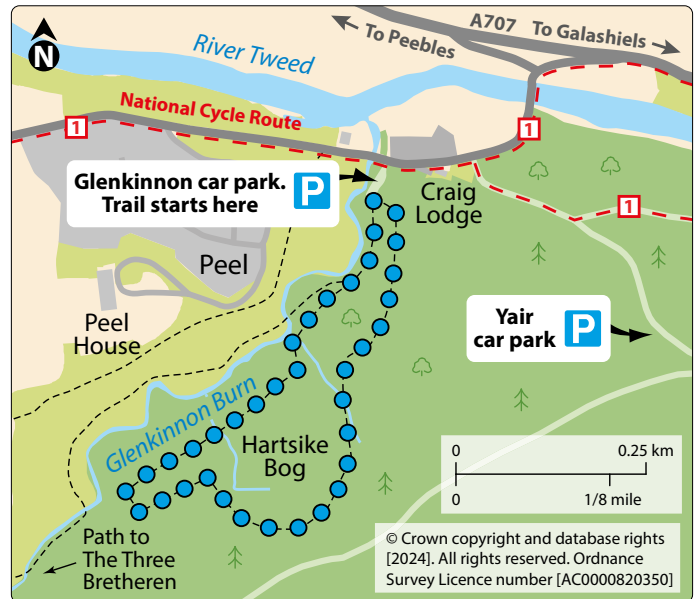 N
A707 To Galashiels
To Peebles
River Tweed
National Cycle Route
1
1
1
Glenkinnon car park.
Trail starts here
P
Craig
Lodge
Peel
Peel
House
Yair
car park
P
Glenkinnon Burn
Hartsike
Bog
0 0.25 km
0 1/8 mile
Path to
The Three
Bretheren
© Crown copyright and database rights
[2024]. All rights reserved. Ordnance
Survey Licence number [AC0000820350]